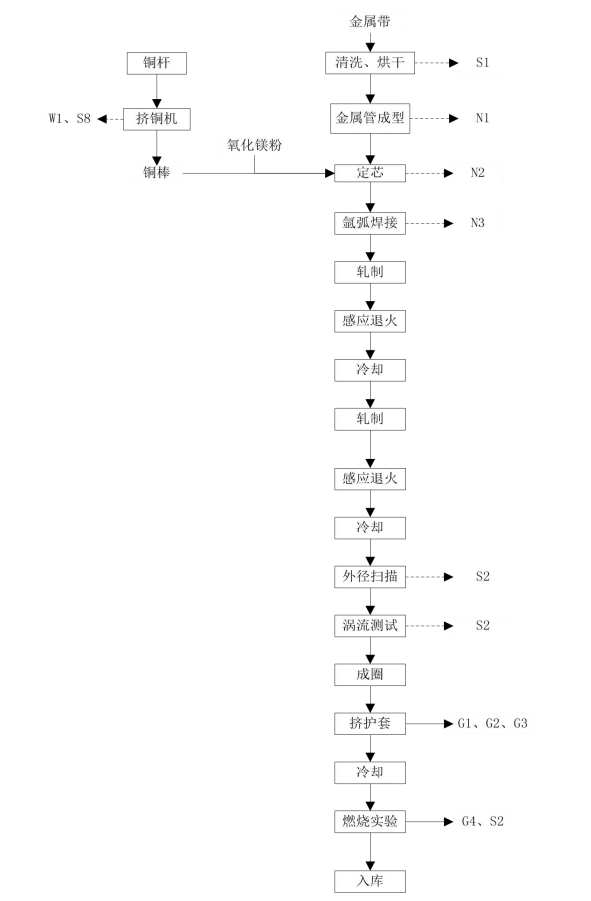 金属带
铜杆
清洗、烘干
S1
W1、S8
挤铜机
金属管成型
N1
氧化镁粉
铜棒
定芯
N2
氩弧焊接
N3
轧制
感应退火
冷却
轧制
感应退火
冷却
外径扫描
S2
涡流测试
S2
成圈
挤护套
G1、G2、G3
冷却
燃烧实验
G4、S2
入库